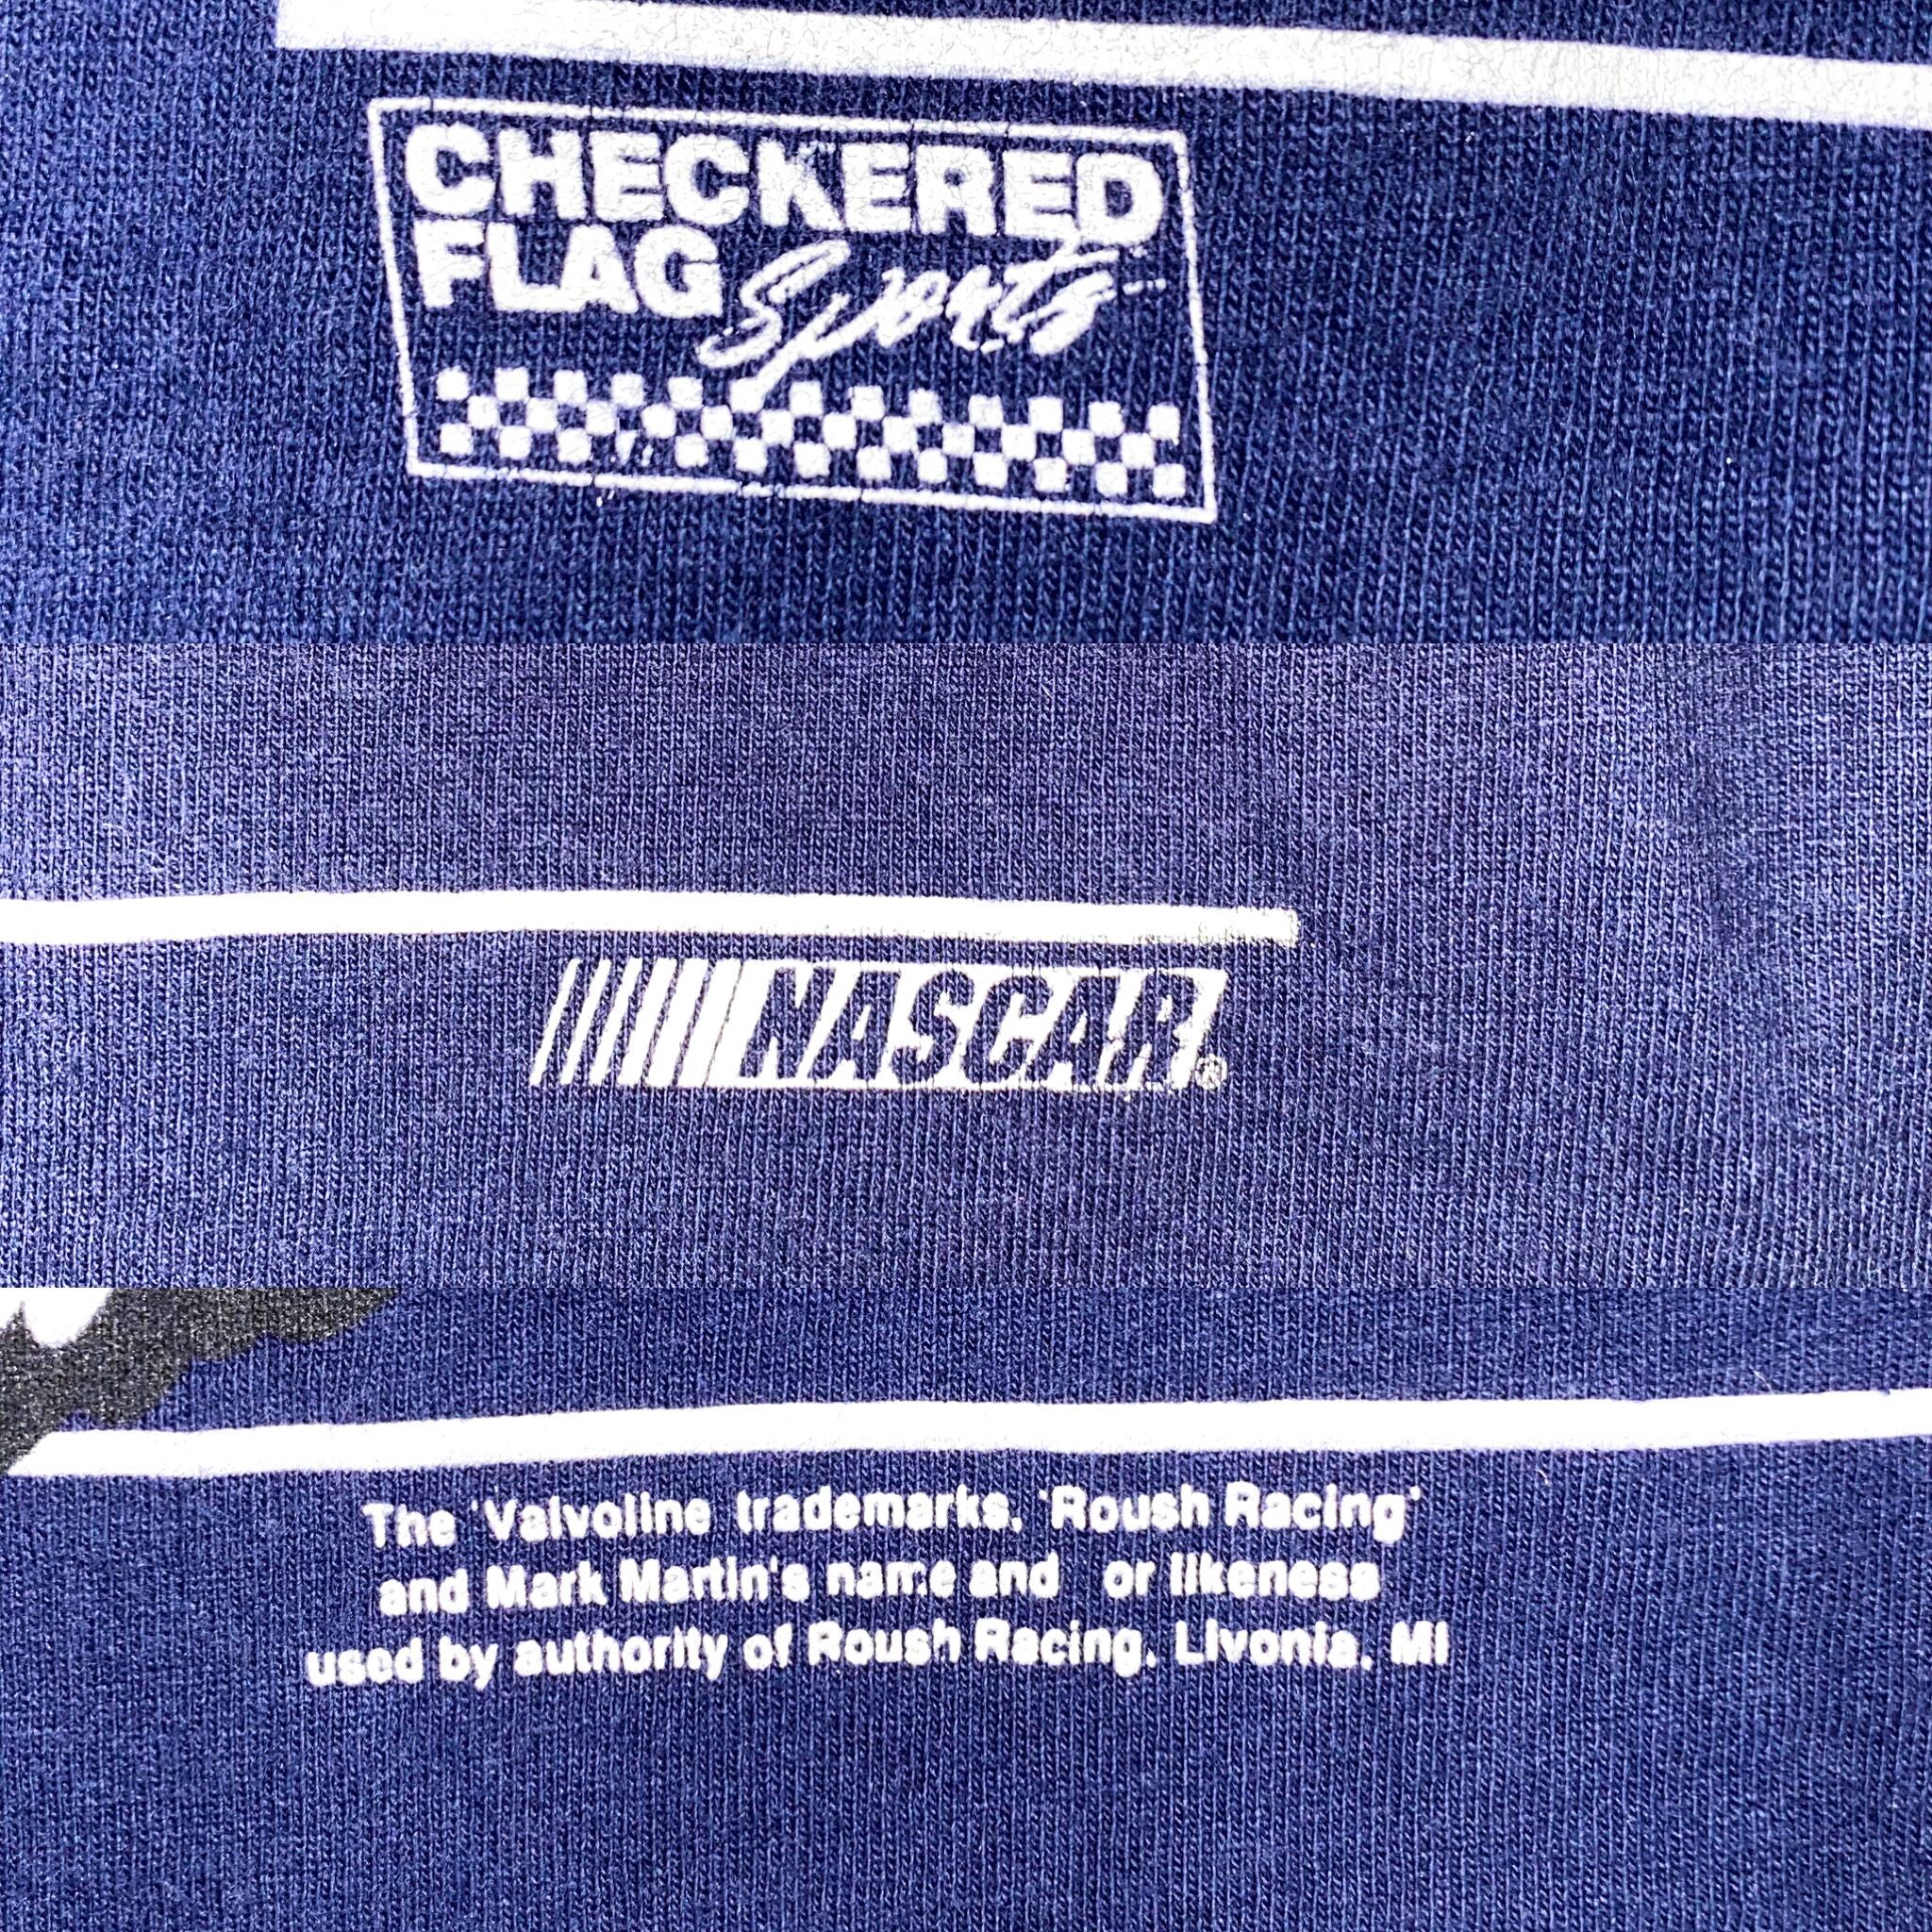 CHECKERED
FLAG Sports
NASCAR®
The 'Valvoline trademarks, 'Roush Racing'
and Mark Martin's name and or likeness
used by authority of Roush Racing, Livonia, MI